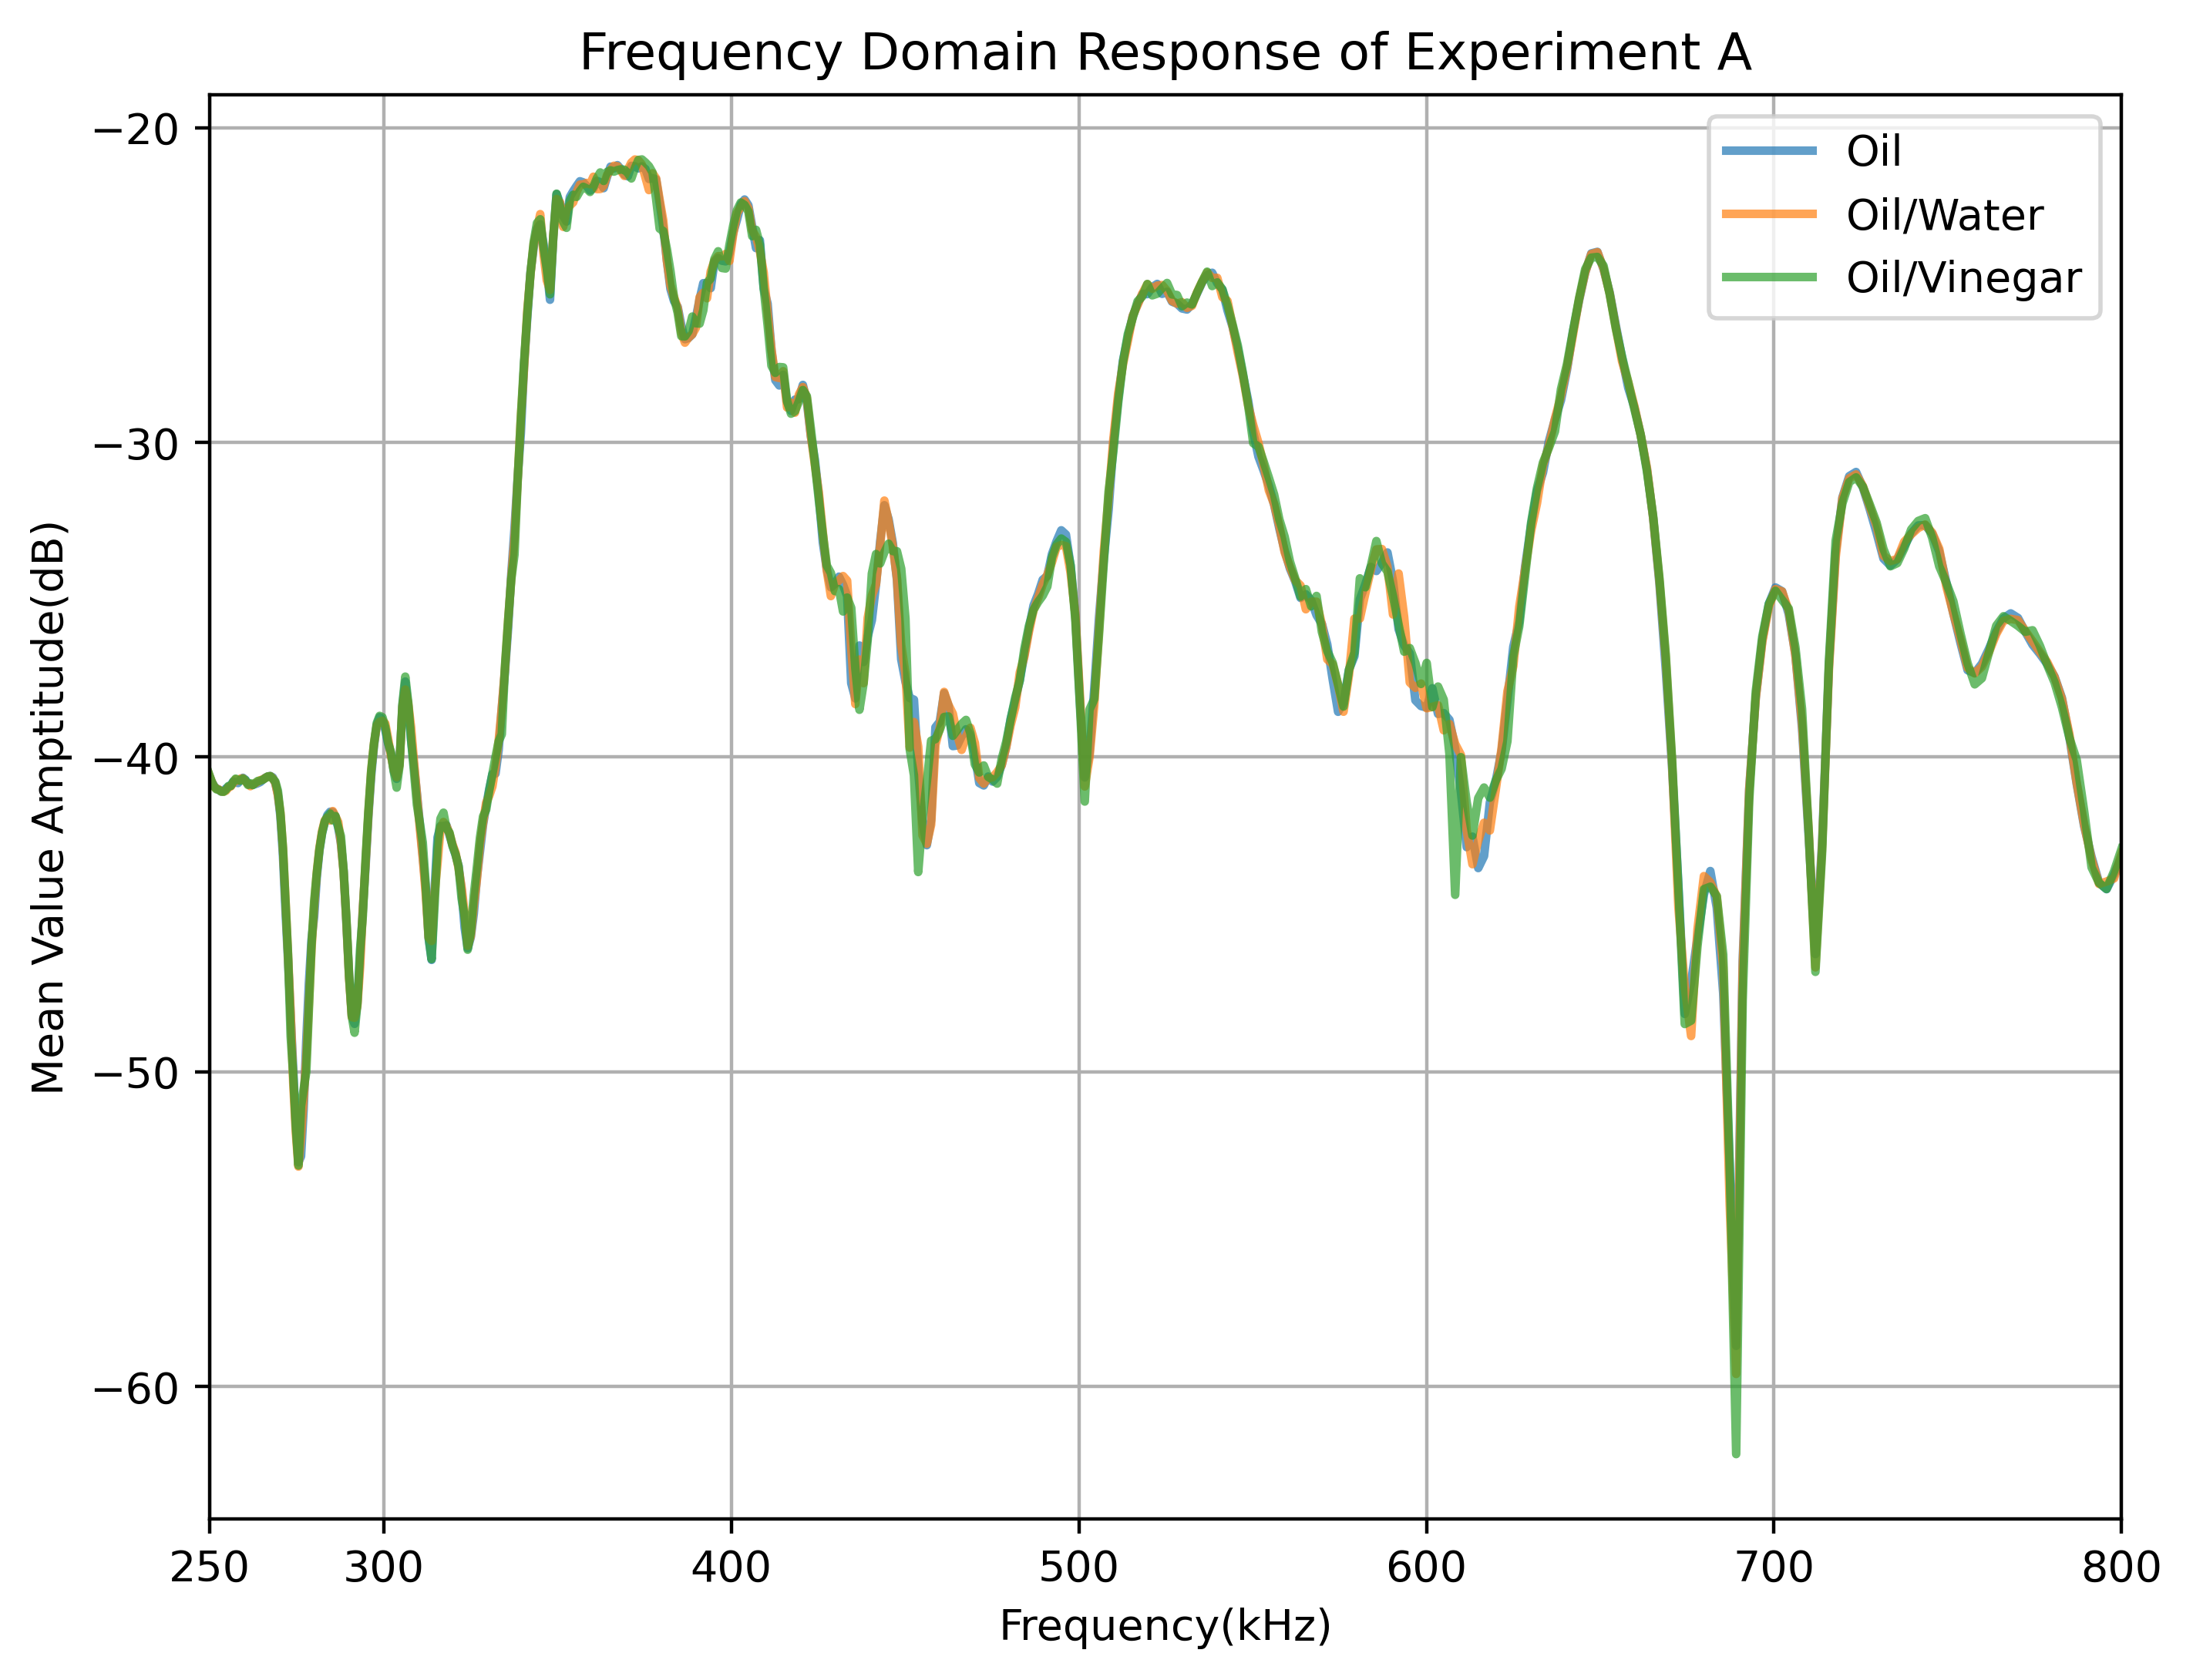 Frequency Domain Response of Experiment A
Oil
Oil/Water
Oil/Vinegar
Mean Value Amptitude(dB)
−20
−30
−40
−50
−60
250 300 400 500 600 700 800
Frequency(kHz)